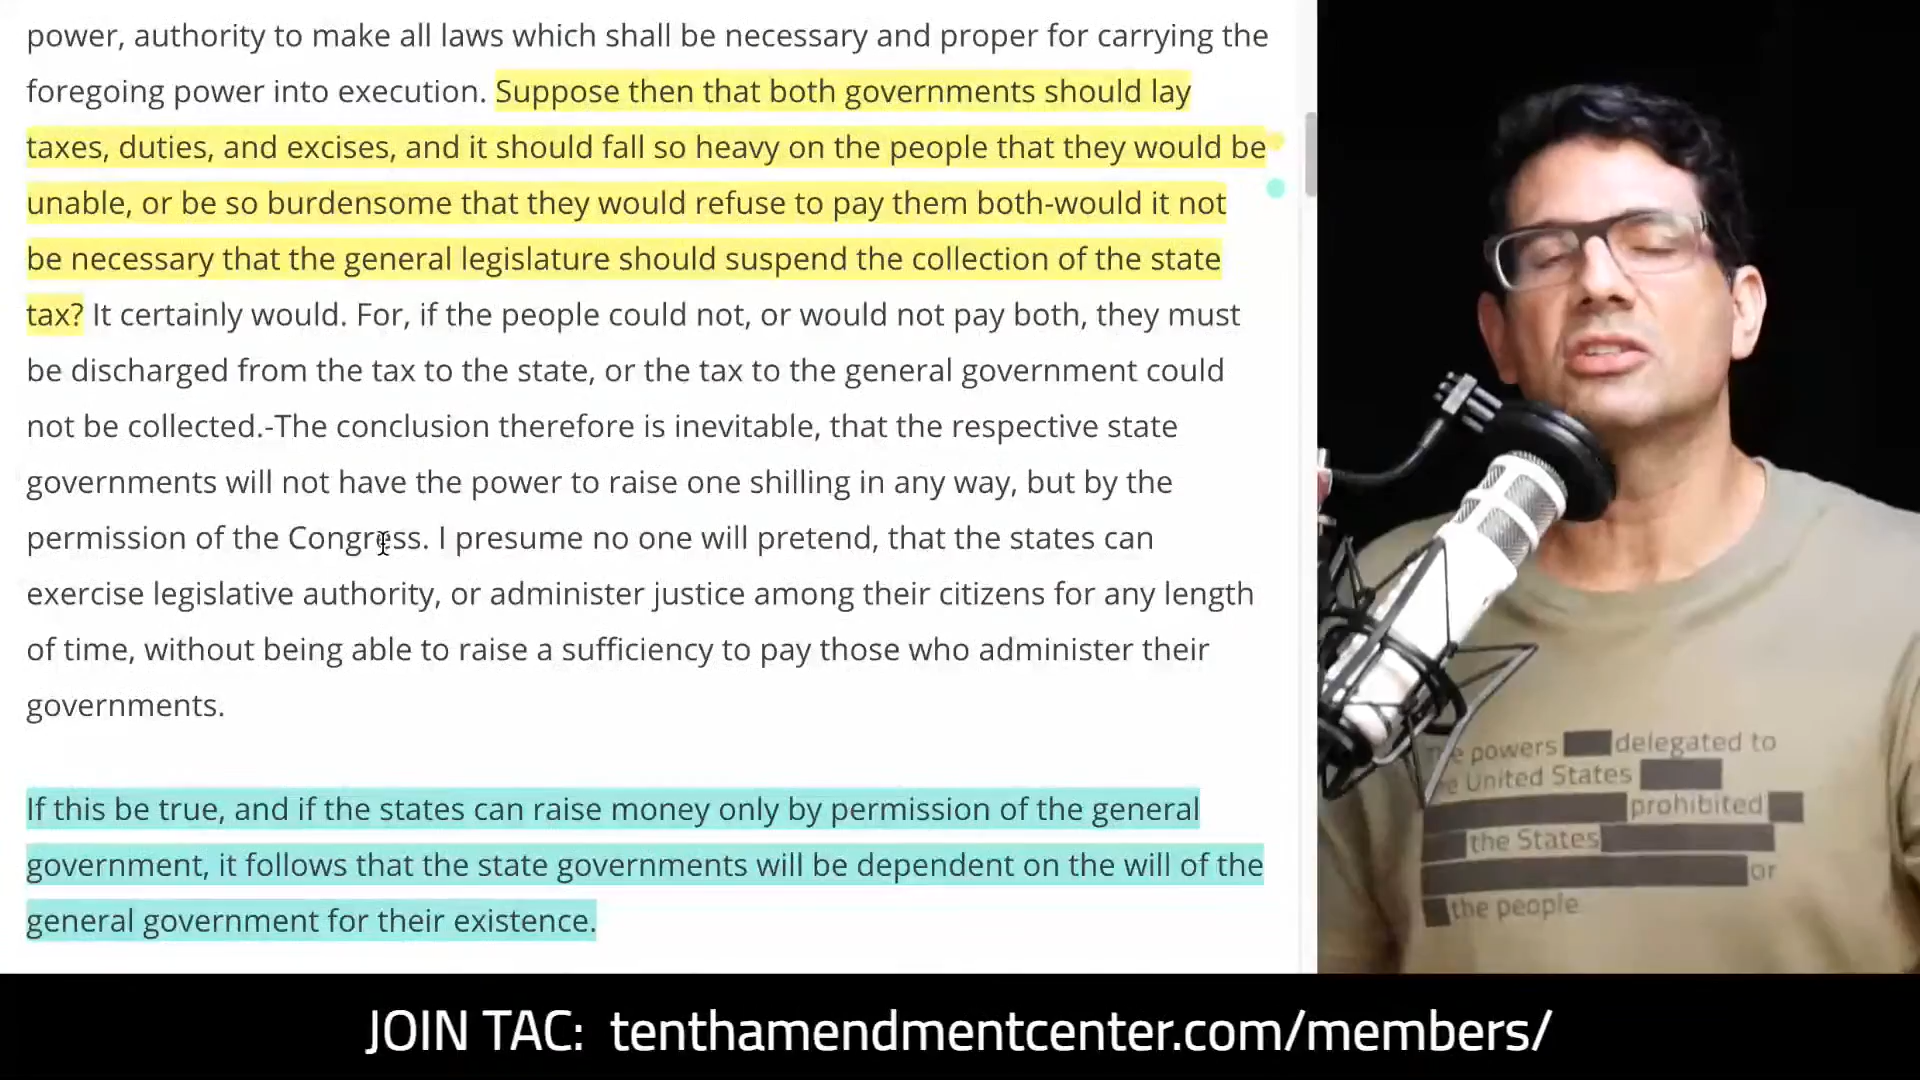 power, authority to make all laws which shall be necessary and proper for carrying the
foregoing power into execution. Suppose then that both governments should lay
taxes, duties, and excises, and it should fall so heavy on the people that they would be
unable, or be so burdensome that they would refuse to pay them both-would it not
be necessary that the general legislature should suspend the collection of the state
tax? It certainly would. For, if the people could not, or would not pay both, they must
be discharged from the tax to the state, or the tax to the general government could
not be collected.-The conclusion therefore is inevitable, that the respective state
governments will not have the power to raise one shilling in any way, but by the
permission of the Congress. I presume no one will pretend, that the states can
exercise legislative authority, or administer justice among their citizens for any length
of time, without being able to raise a sufficiency to pay those who administer their
governments.
If this be true, and if the states can raise money only by permission of the general
government, it follows that the state governments will be dependent on the will of the
general government for their existence.
powers delegated to
United States
prohibited
the States
or
the people
JOIN TAC: tenthamendmentcenter.com/members/